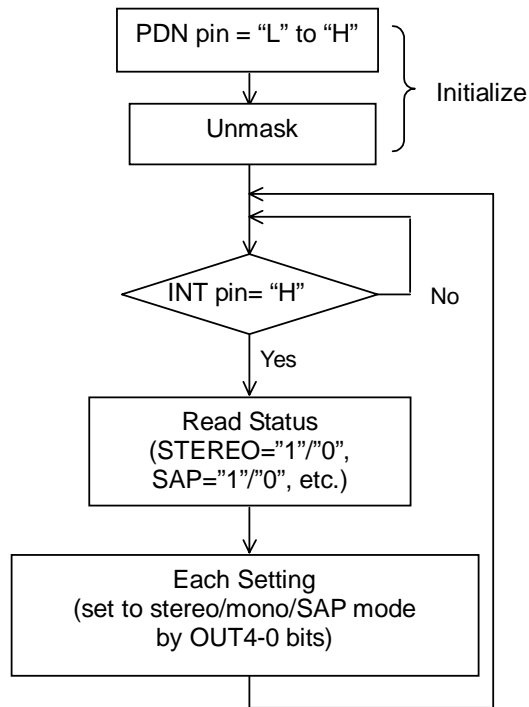 PDN pin = “L” to “H”
Initialize
Unmask
INT pin= “H”
No
Yes
Read Status
(STEREO=”1”/”0”,
SAP=”1”/”0”, etc.)
Each Setting
(set to stereo/mono/SAP mode
by OUT4-0 bits)